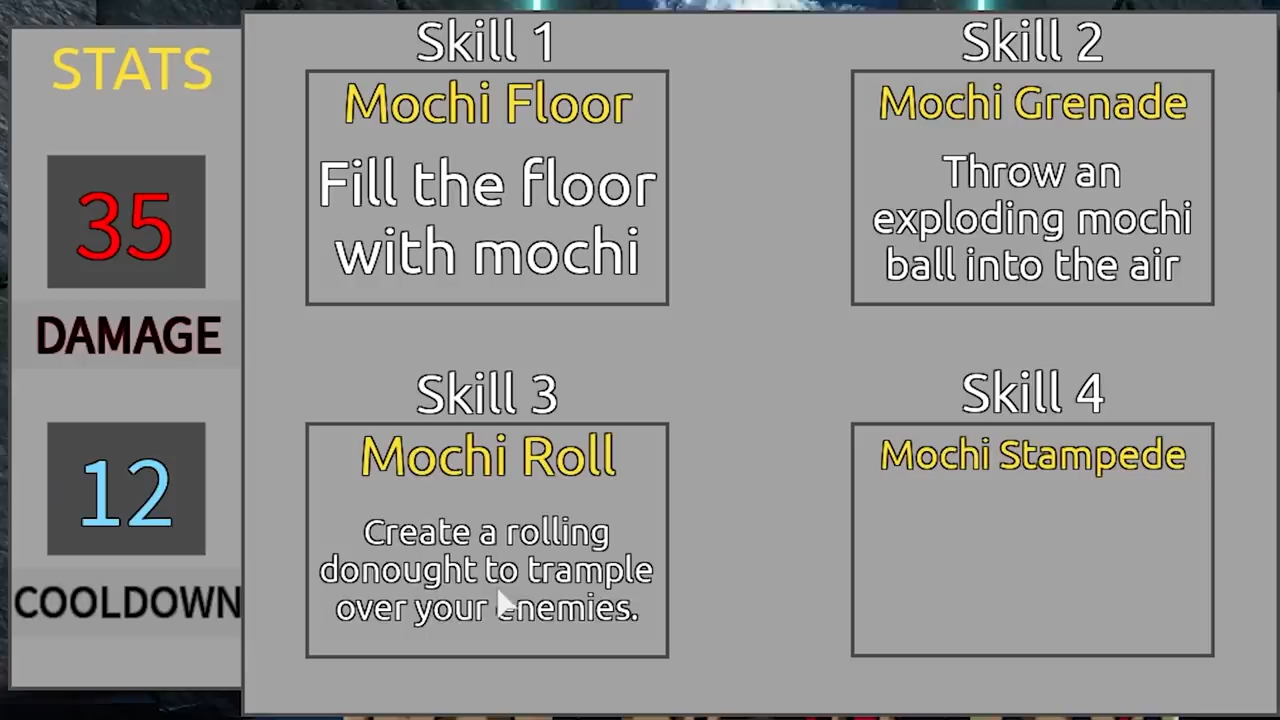 STATS
35
DAMAGE
12
COOLDOWN
Skill 1
Mochi Floor
Fill the floor
with mochi
Skill 2
Mochi Grenade
Throw an
exploding mochi
ball into the air
Skill 3
Mochi Roll
Create a rolling
donought to trample
over your enemies.
Skill 4
Mochi Stampede